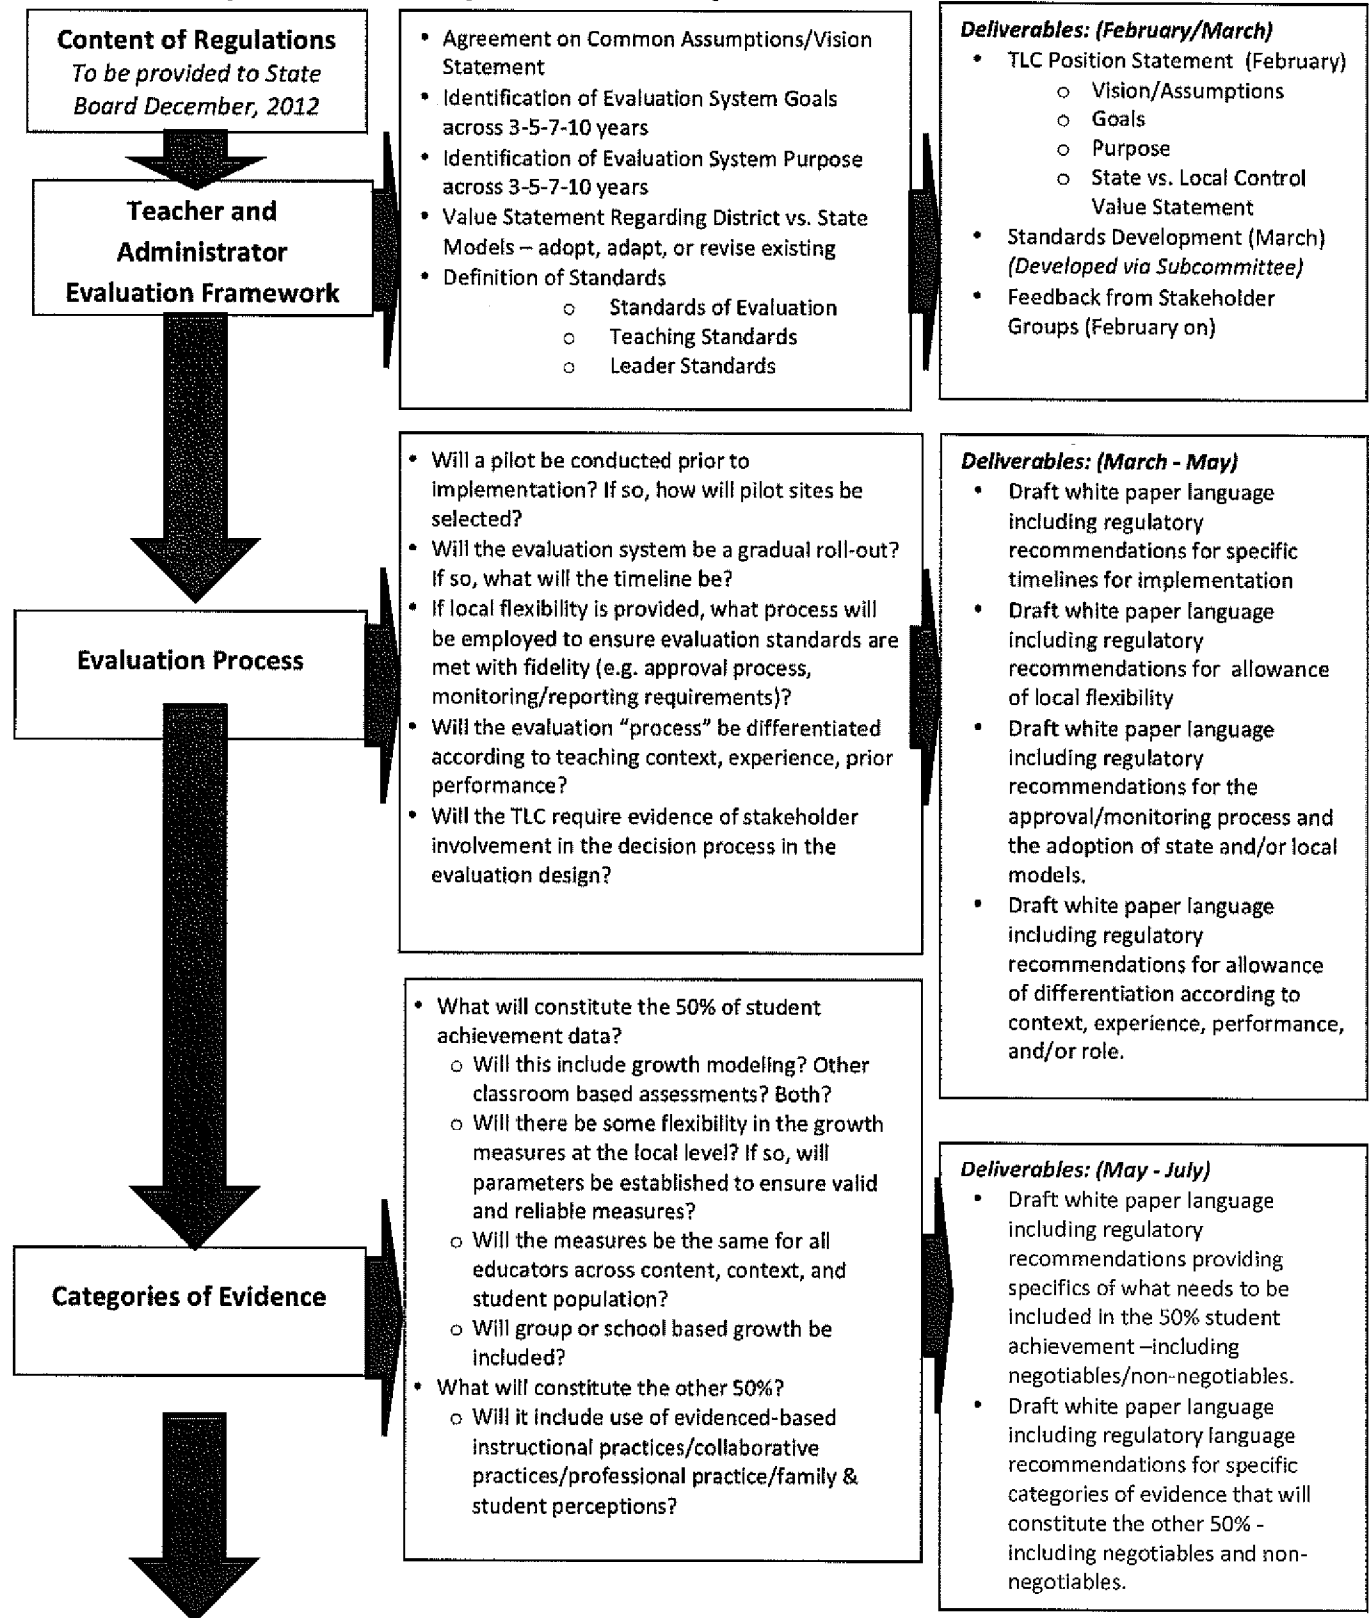 Content of Regulations
To be provided to State
Board December, 2012
Teacher and
Administrator
Evaluation Framework
• Agreement on Common Assumptions/Vision
Statement
• Identification of Evaluation System Goals
across 3-5-7-10 years
• Identification of Evaluation System Purpose
across 3-5-7-10 years
• Value Statement Regarding District vs. State
Models – adopt, adapt, or revise existing
• Definition of Standards
o Standards of Evaluation
o Teaching Standards
o Leader Standards
Deliverables: (February/March)
• TLC Position Statement (February)
o Vision/Assumptions
o Goals
o Purpose
o State vs. Local Control
Value Statement
• Standards Development (March)
(Developed via Subcommittee)
• Feedback from Stakeholder
Groups (February on)
Evaluation Process
• Will a pilot be conducted prior to
implementation? If so, how will pilot sites be
selected?
• Will the evaluation system be a gradual roll-out?
If so, what will the timeline be?
• If local flexibility is provided, what process will
be employed to ensure evaluation standards are
met with fidelity (e.g. approval process,
monitoring/reporting requirements)?
• Will the evaluation “process” be differentiated
according to teaching context, experience, prior
performance?
• Will the TLC require evidence of stakeholder
involvement in the decision process in the
evaluation design?
Deliverables: (March - May)
• Draft white paper language
including regulatory
recommendations for specific
timelines for implementation
• Draft white paper language
including regulatory
recommendations for allowance
of local flexibility
• Draft white paper language
including regulatory
recommendations for the
approval/monitoring process and
the adoption of state and/or local
models.
• Draft white paper language
including regulatory
recommendations for allowance
of differentiation according to
context, experience, performance,
and/or role.
Categories of Evidence
• What will constitute the 50% of student
achievement data?
o Will this include growth modeling? Other
classroom based assessments? Both?
o Will there be some flexibility in the growth
measures at the local level? If so, will
parameters be established to ensure valid
and reliable measures?
o Will the measures be the same for all
educators across content, context, and
student population?
o Will group or school based growth be
included?
• What will constitute the other 50%?
o Will it include use of evidenced-based
instructional practices/collaborative
practices/professional practice/family &
student perceptions?
Deliverables: (May - July)
• Draft white paper language
including regulatory
recommendations providing
specifics of what needs to be
included in the 50% student
achievement –including
negotiables/non-negotiables.
• Draft white paper language
including regulatory language
recommendations for specific
categories of evidence that will
constitute the other 50% -
including negotiables and non-
negotiables.